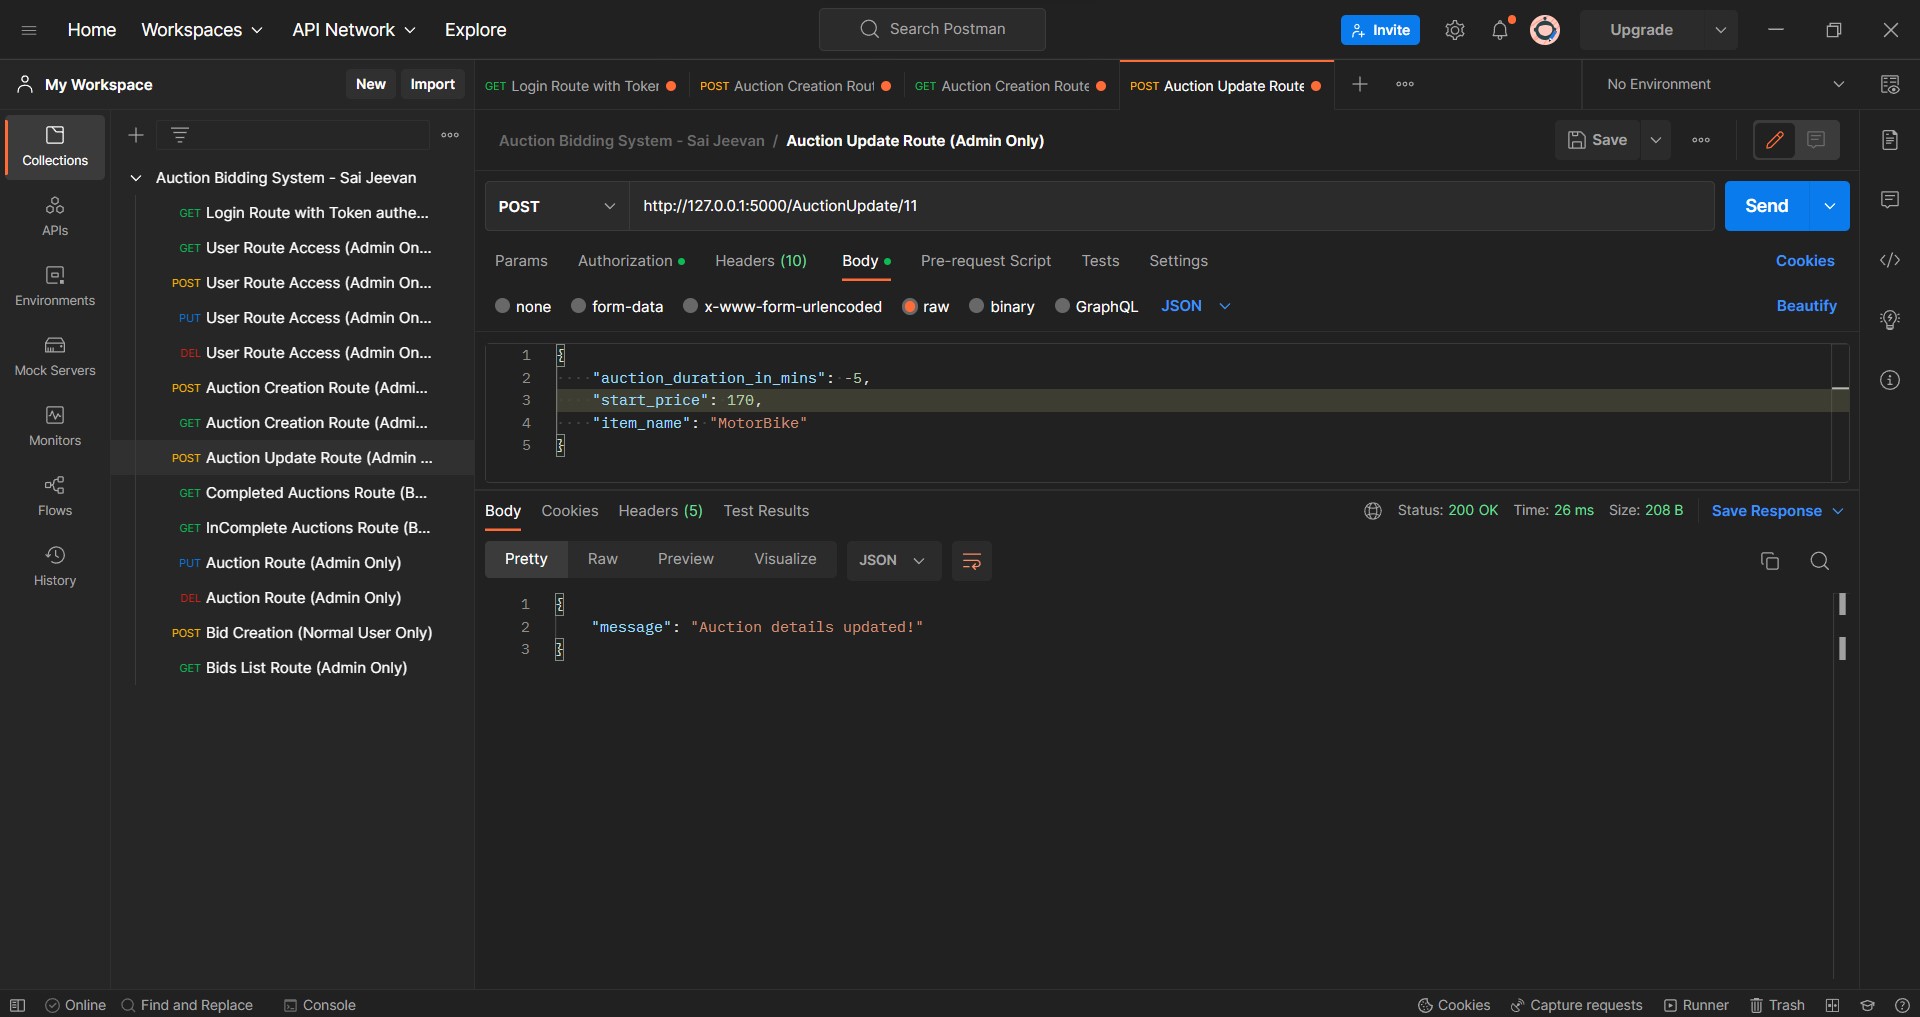 Home Workspaces API Network Explore
Search Postman
Invite
Upgrade
My Workspace New Import
GET Login Route with Token POST Auction Creation Rout GET Auction Creation Route POST Auction Update Route
No Environment
Collections
APIs
Environments
Mock Servers
Monitors
Flows
History
Auction Bidding System - Sai Jeevan
GET Login Route with Token authe...
GET User Route Access (Admin On...
POST User Route Access (Admin On...
PUT User Route Access (Admin On...
DEL User Route Access (Admin On...
POST Auction Creation Route (Admi...
GET Auction Creation Route (Admi...
POST Auction Update Route (Admin ...
GET Completed Auctions Route (B...
GET InComplete Auctions Route (B...
PUT Auction Route (Admin Only)
DEL Auction Route (Admin Only)
POST Bid Creation (Normal User Only)
GET Bids List Route (Admin Only)
Auction Bidding System - Sai Jeevan / Auction Update Route (Admin Only)
Save
POST http://127.0.0.1:5000/AuctionUpdate/11 Send
Params Authorization Headers (10) Body Pre-request Script Tests Settings Cookies
none form-data x-www-form-urlencoded raw binary GraphQL JSON Beautify
1 {
2 "auction_duration_in_mins": -5,
3 "start_price": 170,
4 "item_name": "MotorBike"
5 }
Body Cookies Headers (5) Test Results Status: 200 OK Time: 26 ms Size: 208 B Save Response
Pretty Raw Preview Visualize JSON
1 {
2 "message": "Auction details updated!"
3 }
Online Find and Replace Console Cookies Capture requests Runner Trash